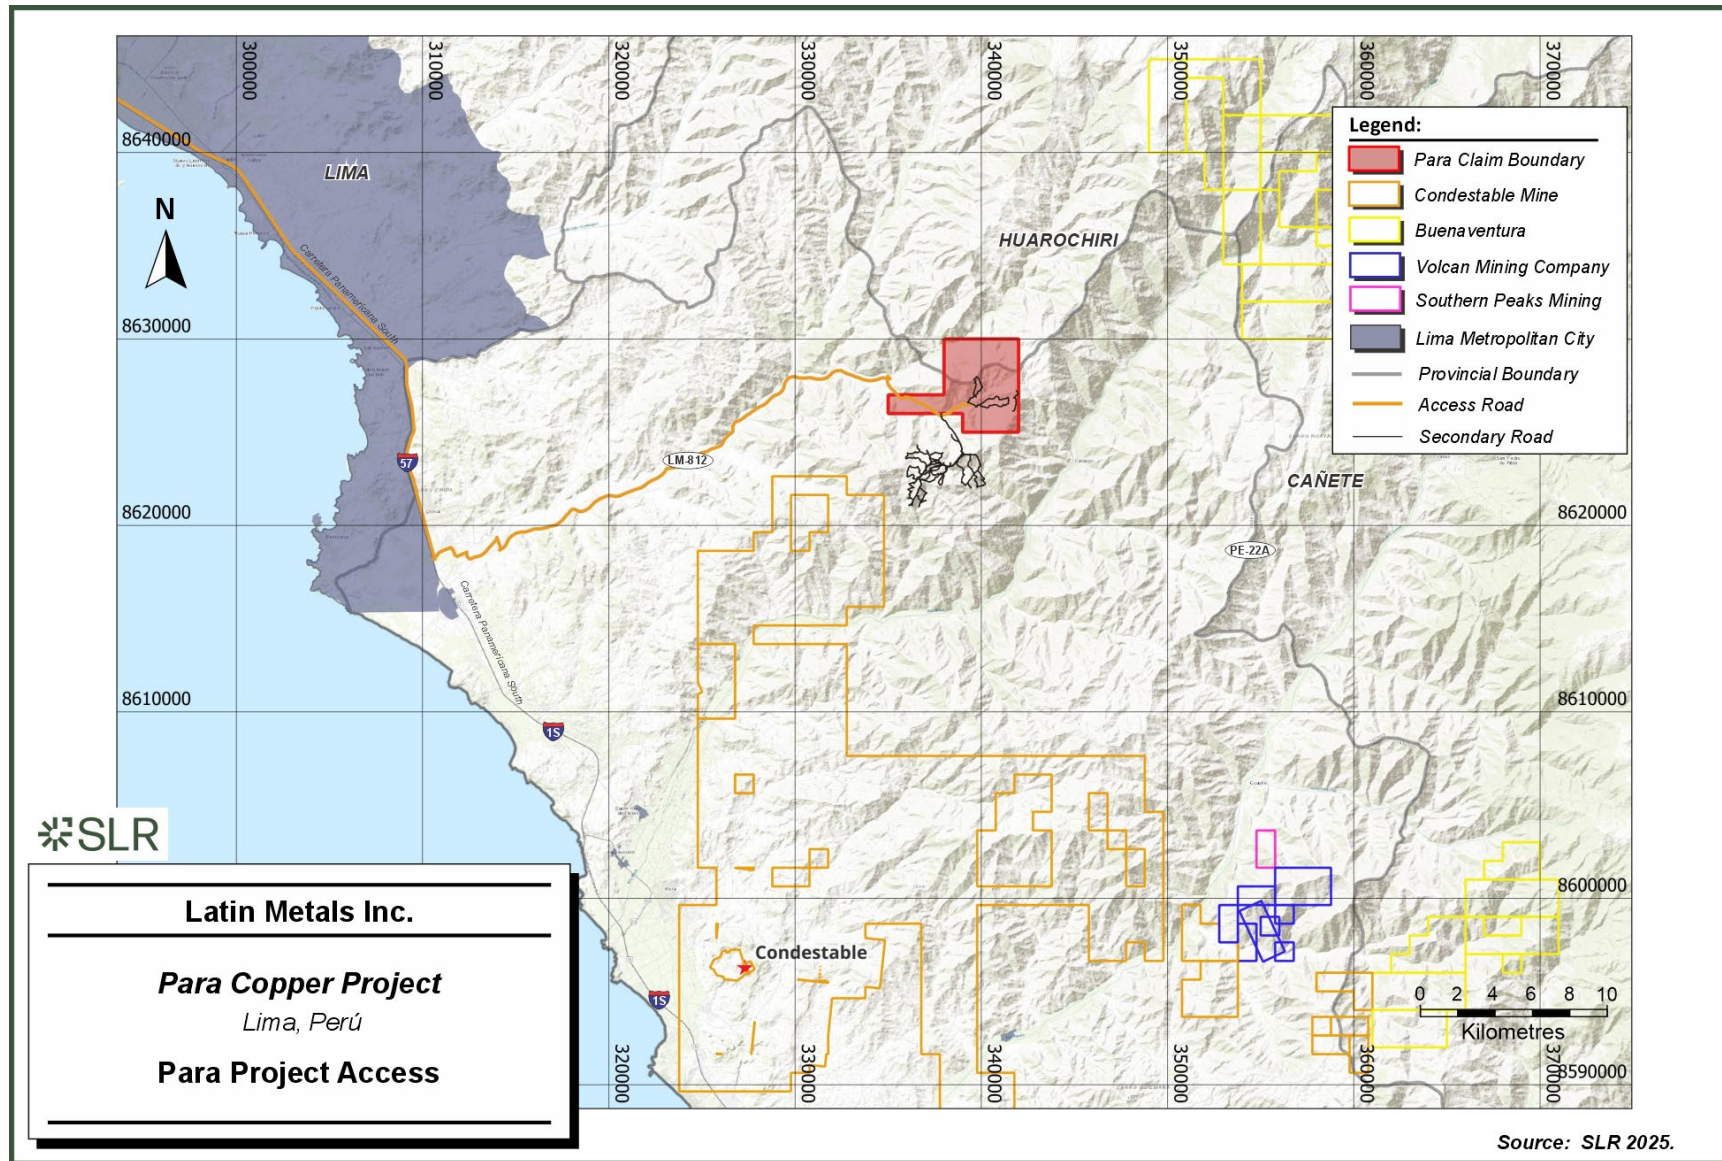 300000
310000
320000
330000
340000
350000
360000
370000
8640000
LIMA
N
Carretera Panamericana South
HUAROCHIRI
8630000
Legend:
Para Claim Boundary
Condestable Mine
Buenaventura
Volcan Mining Company
Southern Peaks Mining
Lima Metropolitan City
Provincial Boundary
Access Road
Secondary Road
57
LM-812
CAÑETE
8620000
8620000
PE-22A
Carretera Panamericana South
8610000
8610000
1S
SLR
8600000
Condestable
1S
0 2 4 6 8 10
Kilometres
320000
330000
340000
350000
360000
370000
8590000
Latin Metals Inc.
Para Copper Project
Lima, Perú
Para Project Access
Source: SLR 2025.